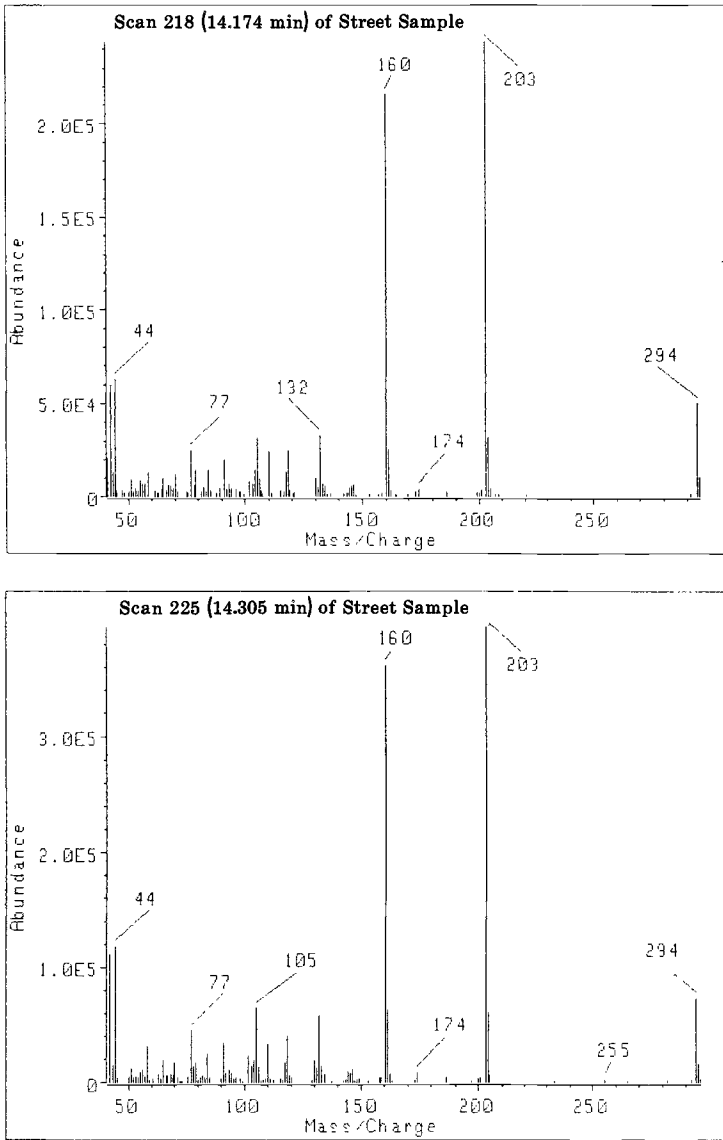 Scan 218 (14.174 min) of Street Sample
160
203
2.0E5
1.5E5
Abundance
1.0E5
44
132
294
5.0E4
77
174
0
50 100 150 200 250
Mass/Charge
Scan 225 (14.305 min) of Street Sample
160
203
3.0E5
Abundance
2.0E5
44
105
294
1.0E5
77
174
255
0
50 100 150 200 250
Mass/Charge